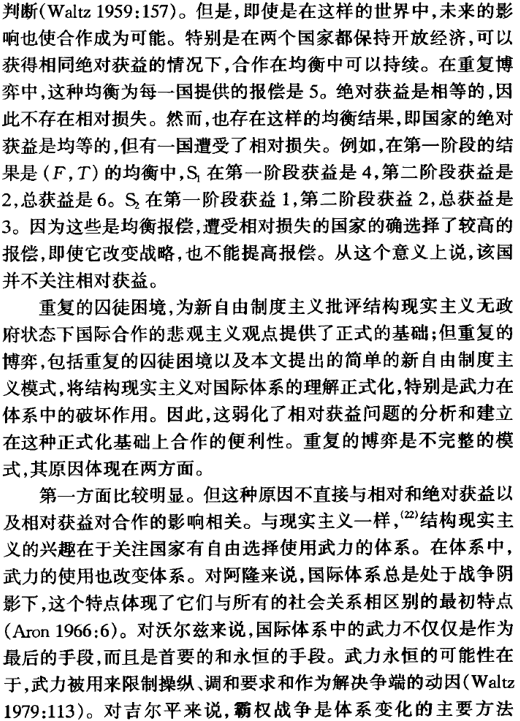 判断(Waltz 1959:157)。但是,即使是在这样的世界中,未来的影
响也使合作成为可能。特别是在两个国家都保持开放经济,可以
获得相同绝对获益的情况下,合作在均衡中可以持续。在重复博
弈中,这种均衡为每一国提供的报偿是 5。绝对获益是相等的,因
此不存在相对损失。然而,也存在这样的均衡结果,即国家的绝对
获益是均等的,但有一国遭受了相对损失。例如,在第一阶段的结
果是 (F,T) 的均衡中,S₁ 在第一阶段获益是 4,第二阶段获益是
2,总获益是 6。S₂ 在第一阶段获益 1,第二阶段获益 2,总获益是
3。因为这些是均衡报偿,遭受相对损失的国家的确选择了较高的
报偿,即使它改变战略,也不能提高报偿。从这个意义上说,该国
并不关注相对获益。
重复的囚徒困境,为新自由制度主义批评结构现实主义无政
府状态下国际合作的悲观主义观点提供了正式的基础;但重复的
博弈,包括重复的囚徒困境以及本文提出的简单的新自由制度主
义模式,将结构现实主义对国际体系的理解正式化,特别是武力在
体系中的破坏作用。因此,这弱化了相对获益问题的分析和建立
在这种正式化基础上合作的便利性。重复的博弈是不完整的模
式,其原因体现在两方面。
第一方面比较明显。但这种原因不直接与相对和绝对获益以
及相对获益对合作的影响相关。与现实主义一样,(22)结构现实主
义的兴趣在于关注国家有自由选择使用武力的体系。在体系中,
武力的使用也改变体系。对阿隆来说,国际体系总是处于战争阴
影下,这个特点体现了它们与所有的社会关系相区别的最初特点
(Aron 1966:6)。对沃尔兹来说,国际体系中的武力不仅仅是作为
最后的手段,而且是首要的和永恒的手段。武力永恒的可能性在
于,武力被用来限制操纵、调和要求和作为解决争端的动因(Waltz
1979:113)。对吉尔平来说,霸权战争是体系变化的主要方法